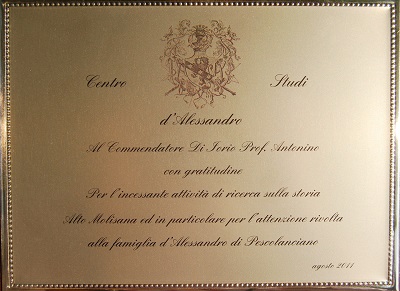 Centro Studi
d'Alessandro
Al Commendatore Di Iorio Prof. Antonino
con gratitudine
Per l'incessante attività di ricerca sulla storia
Alto Molisana ed in particolare per l'attenzione rivolta
alla famiglia d'Alessandro di Pescolanciano
agosto 2011